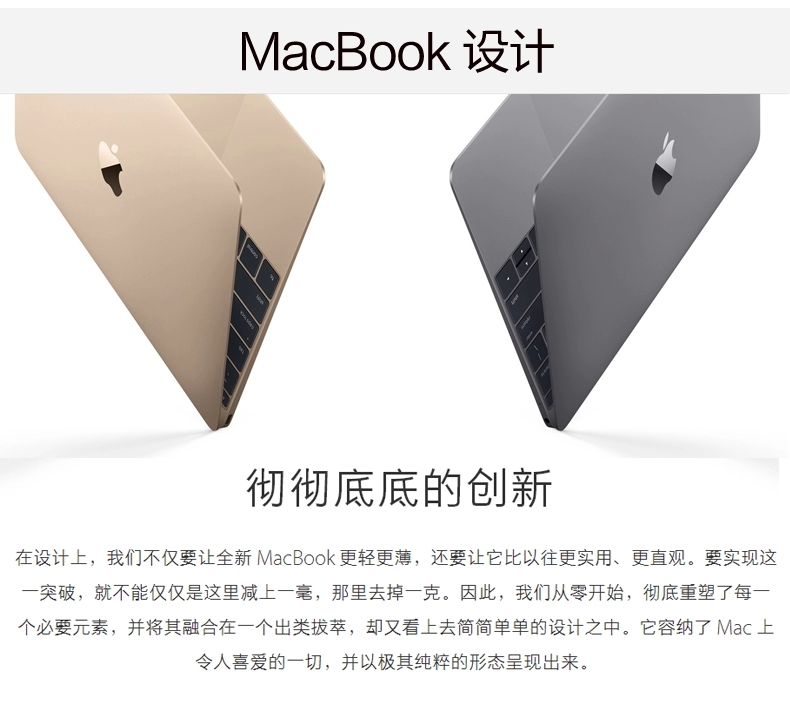 MacBook 设计
彻彻底底的创新
在设计上，我们不仅要让全新 MacBook 更轻更薄，还要让它比以往更实用、更直观。要实现这
一突破，就不能仅仅是这里减上一毫，那里去掉一克。因此，我们从零开始，彻底重塑了每一
个必要元素，并将其融合在一个出类拔萃，却又看上去简简单单的设计之中。它容纳了 Mac 上
令人喜爱的一切，并以极其纯粹的形态呈现出来。